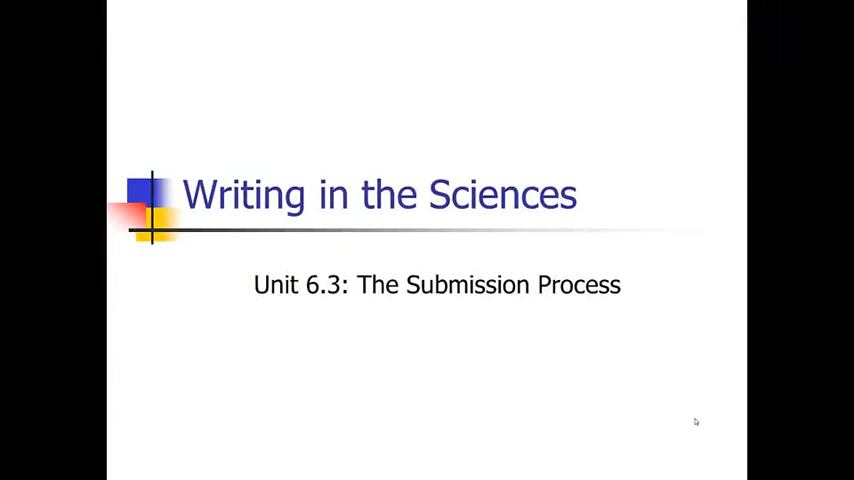 Writing in the Sciences
Unit 6.3: The Submission Process